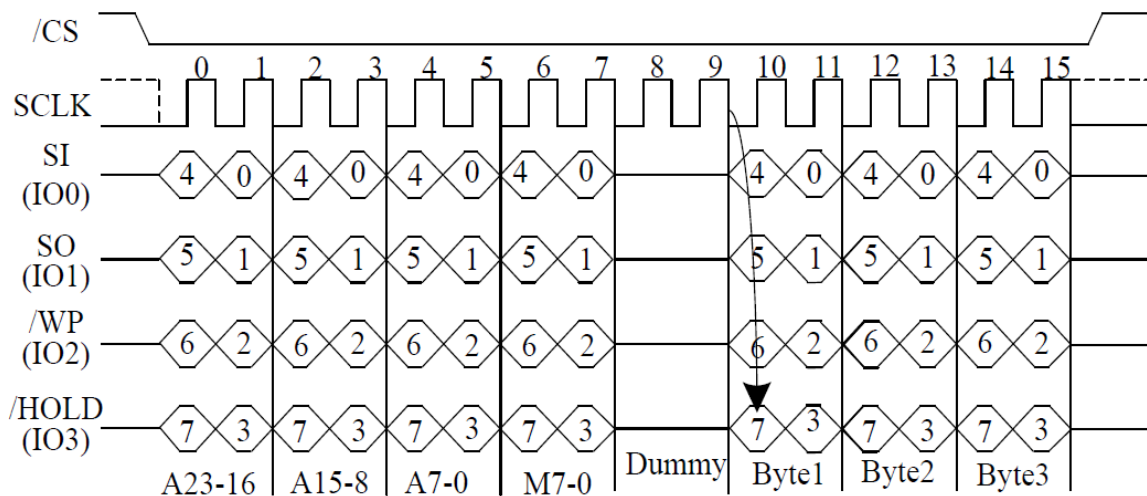 /CS
0 1 2 3 4 5 6 7 8 9 10 11 12 13 14 15
SCLK
SI
(IO0)
4 0 4 0 4 0 4 0 4 0 4 0 4 0
SO
(IO1)
5 1 5 1 5 1 5 1 5 1 5 1 5 1
/WP
(IO2)
6 2 6 2 6 2 6 2 6 2 6 2 6 2
/HOLD
(IO3)
7 3 7 3 7 3 7 3 7 3 7 3 7 3
A23-16 A15-8 A7-0 M7-0 Dummy Byte1 Byte2 Byte3